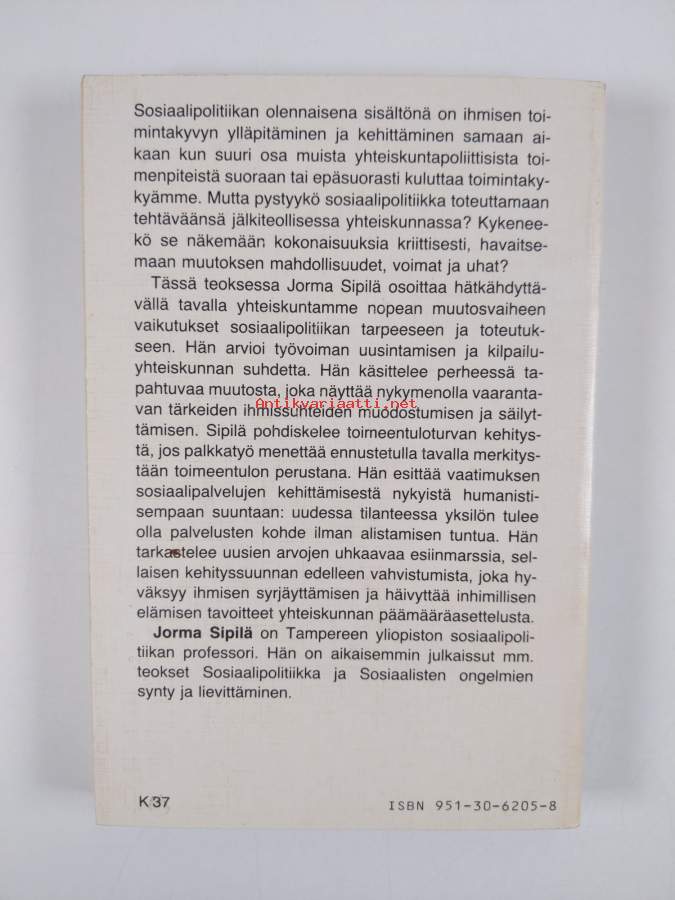 Sosiaalipolitiikan olennaisena sisältönä on ihmisen toi-
mintakyvyn ylläpitäminen ja kehittäminen samaan ai-
kaan kun suuri osa muista yhteiskuntapoliittisista toi-
menpiteistä suoraan tai epäsuorasti kuluttaa toimintaky-
kyämme. Mutta pystyykö sosiaalipolitiikka toteuttamaan
tehtäväänsä jälkiteollisessa yhteiskunnassa? Kykenee-
kö se näkemään kokonaisuuksia kriittisesti, havaitse-
maan muutoksen mahdollisuudet, voimat ja uhat?
Tässä teoksessa Jorma Sipilä osoittaa hätkähdyttä-
vällä tavalla yhteiskuntamme nopean muutosvaiheen
vaikutukset sosiaalipolitiikan tarpeeseen ja toteutuk-
seen. Hän arvioi työvoiman uusintamisen ja kilpailu-
yhteiskunnan suhdetta. Hän käsittelee perheessä ta-
pahtuvaa muutosta, joka näyttää nykymenolla vaaranta-
Antikvariaatti.net
van tärkeiden ihmissuhteiden muodostumisen ja säilyt-
tämisen. Sipilä pohdiskelee toimeentuloturvan kehitys-
tä, jos palkkatyö menettää ennustetulla tavalla merkitys-
tään toimeentulon perustana. Hän esittää vaatimuksen
sosiaalipalvelujen kehittämisestä nykyistä humanisti-
sempaan suuntaan: uudessa tilanteessa yksilön tulee
olla palvelusten kohde ilman alistamisen tuntua. Hän
tarkastelee uusien arvojen uhkaavaa esiinmarssia, sel-
laisen kehityssuunnan edelleen vahvistumista, joka hy-
väksyy ihmisen syrjäyttämisen ja häivyttää inhimillisen
elämisen tavoitteet yhteiskunnan päämääräasettelusta.
Jorma Sipilä on Tampereen yliopiston sosiaalipoli-
tiikan professori. Hän on aikaisemmin julkaissut mm.
teokset Sosiaalipolitiikka ja Sosiaalisten ongelmien
synty ja lievittäminen.
K 37
ISBN 951-30-6205-8